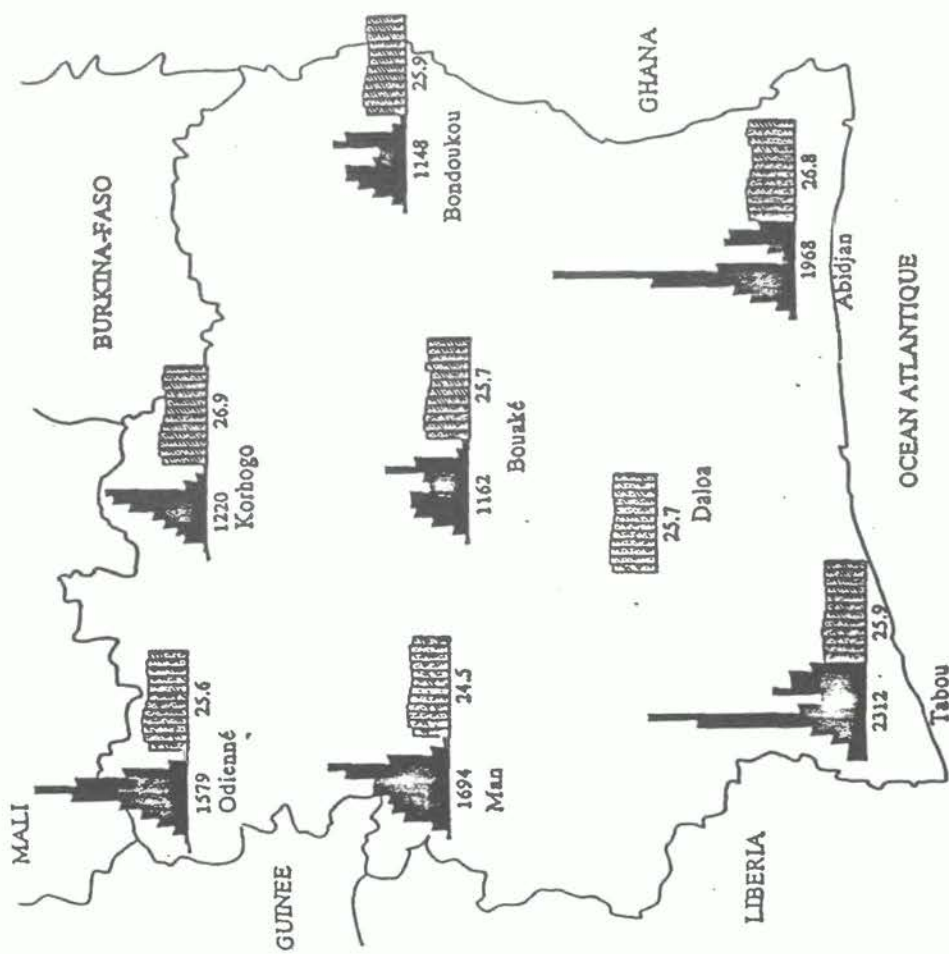 MALI
BURKINA-FASO
1579
25.6
Odienné
1220
26.9
Korhogo
1148
25.9
Bondoukou
GUINEE
1694
24.5
Man
1162
25.7
Bouaké
GHANA
25.7
Daloa
LIBERIA
2312
25.9
Tabou
1968
26.8
Abidjan
OCEAN ATLANTIQUE